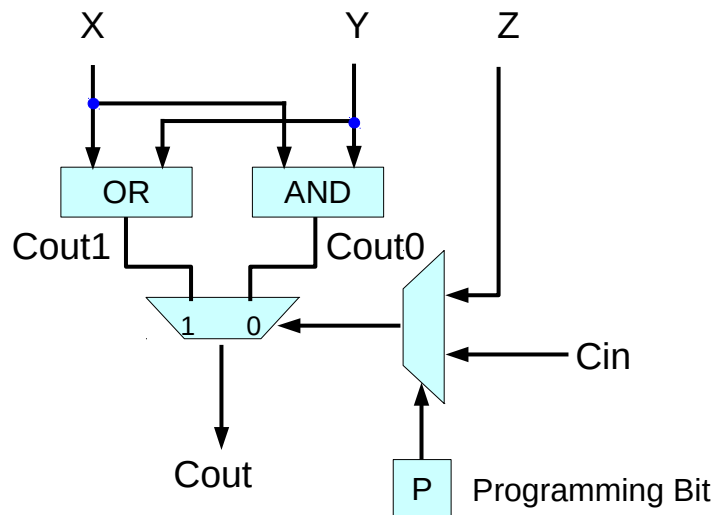 X Y Z
OR AND
Cout1 Cout0
1 0
Cin
Cout
P Programming Bit